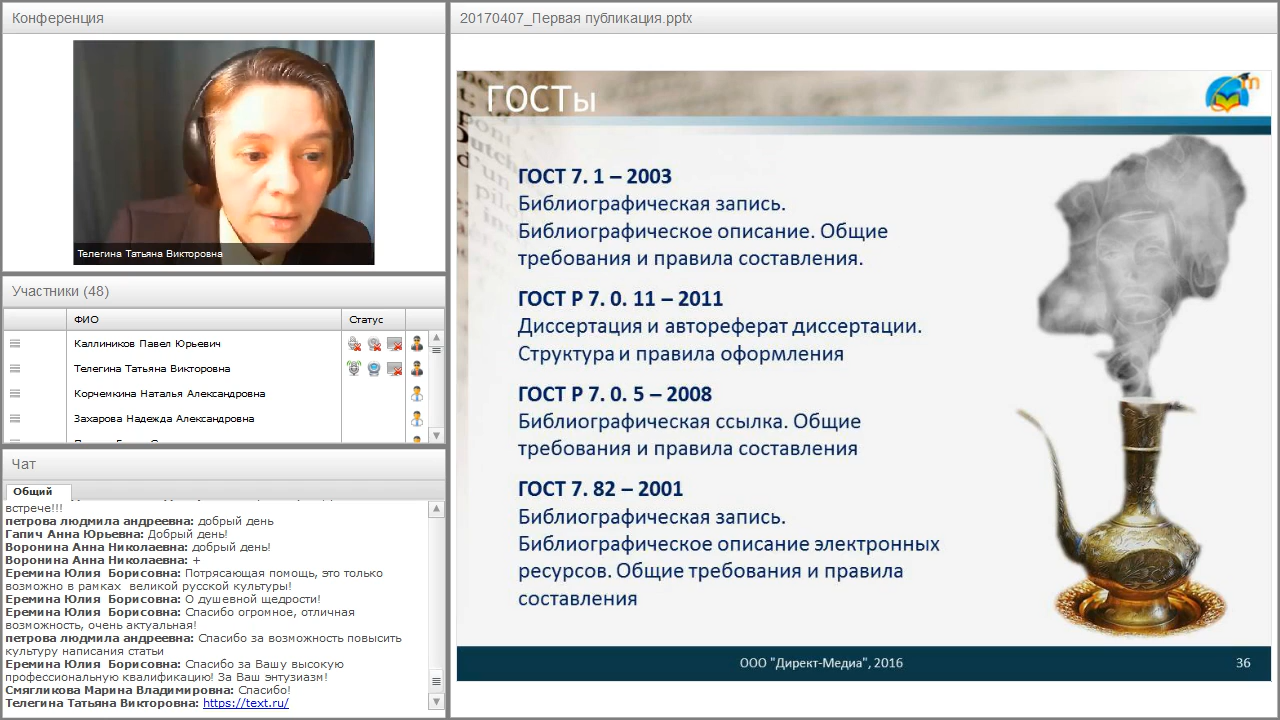 Конференция
Телегина Татьяна Викторовна
Участники (48)
ФИО Статус
Каллиников Павел Юрьевич
Телегина Татьяна Викторовна
Корчемкина Наталья Александровна
Захарова Надежда Александровна
Чат
Общий
встрече!!!
петрова людмила андреевна: добрый день
Гапич Анна Юрьевна: Добрый день!
Воронина Анна Николаевна: добрый день!
Воронина Анна Николаевна: +
Еремина Юлия Борисовна: Потрясающая помощь, это только
возможно в рамках великой русской культуры!
Еремина Юлия Борисовна: О душевной щедрости!
Еремина Юлия Борисовна: Спасибо огромное, отличная
возможность, очень актуальная!
петрова людмила андреевна: Спасибо за возможность повысить
культуру написания статьи
Еремина Юлия Борисовна: Спасибо за Вашу высокую
профессиональную квалификацию! За Ваш энтузиазм!
Смягликова Марина Владимировна: Спасибо!
Телегина Татьяна Викторовна: https://text.ru/
20170407_Первая публикация.pptx
ГОСТы
ГОСТ 7. 1 – 2003
Библиографическая запись.
Библиографическое описание. Общие
требования и правила составления.
ГОСТ Р 7. 0. 11 – 2011
Диссертация и автореферат диссертации.
Структура и правила оформления
ГОСТ Р 7. 0. 5 – 2008
Библиографическая ссылка. Общие
требования и правила составления
ГОСТ 7. 82 – 2001
Библиографическая запись.
Библиографическое описание электронных
ресурсов. Общие требования и правила
составления
ООО "Директ-Медиа", 2016
36